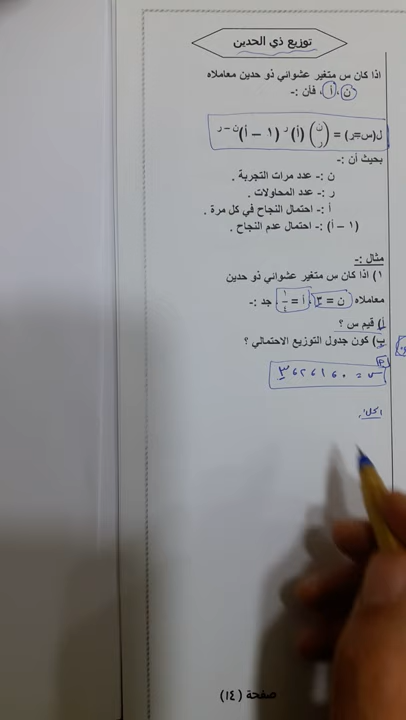 توزيع ذي الحدين
اذا كان س متغير عشوائي ذو حدين معاملاه
ن ، أ ، فأن :-
ل(س=ر) = (ن ر) (أ)^ر (١ – أ)^ن – ر
بحيث أن :-
ن :- عدد مرات التجربة .
ر :- عدد المحاولات .
أ :- احتمال النجاح في كل مرة .
(١ – أ) :- احتمال عدم النجاح .
مثال :-
١) اذا كان س متغير عشوائي ذو حدين
معاملاه ن = ٣ ، أ = ١/٤ ، جد :-
أ) قيم س ؟
ب) كون جدول التوزيع الاحتمالي ؟
س = ٠ ، ١ ، ٢ ، ٣
صفحة (١٤)